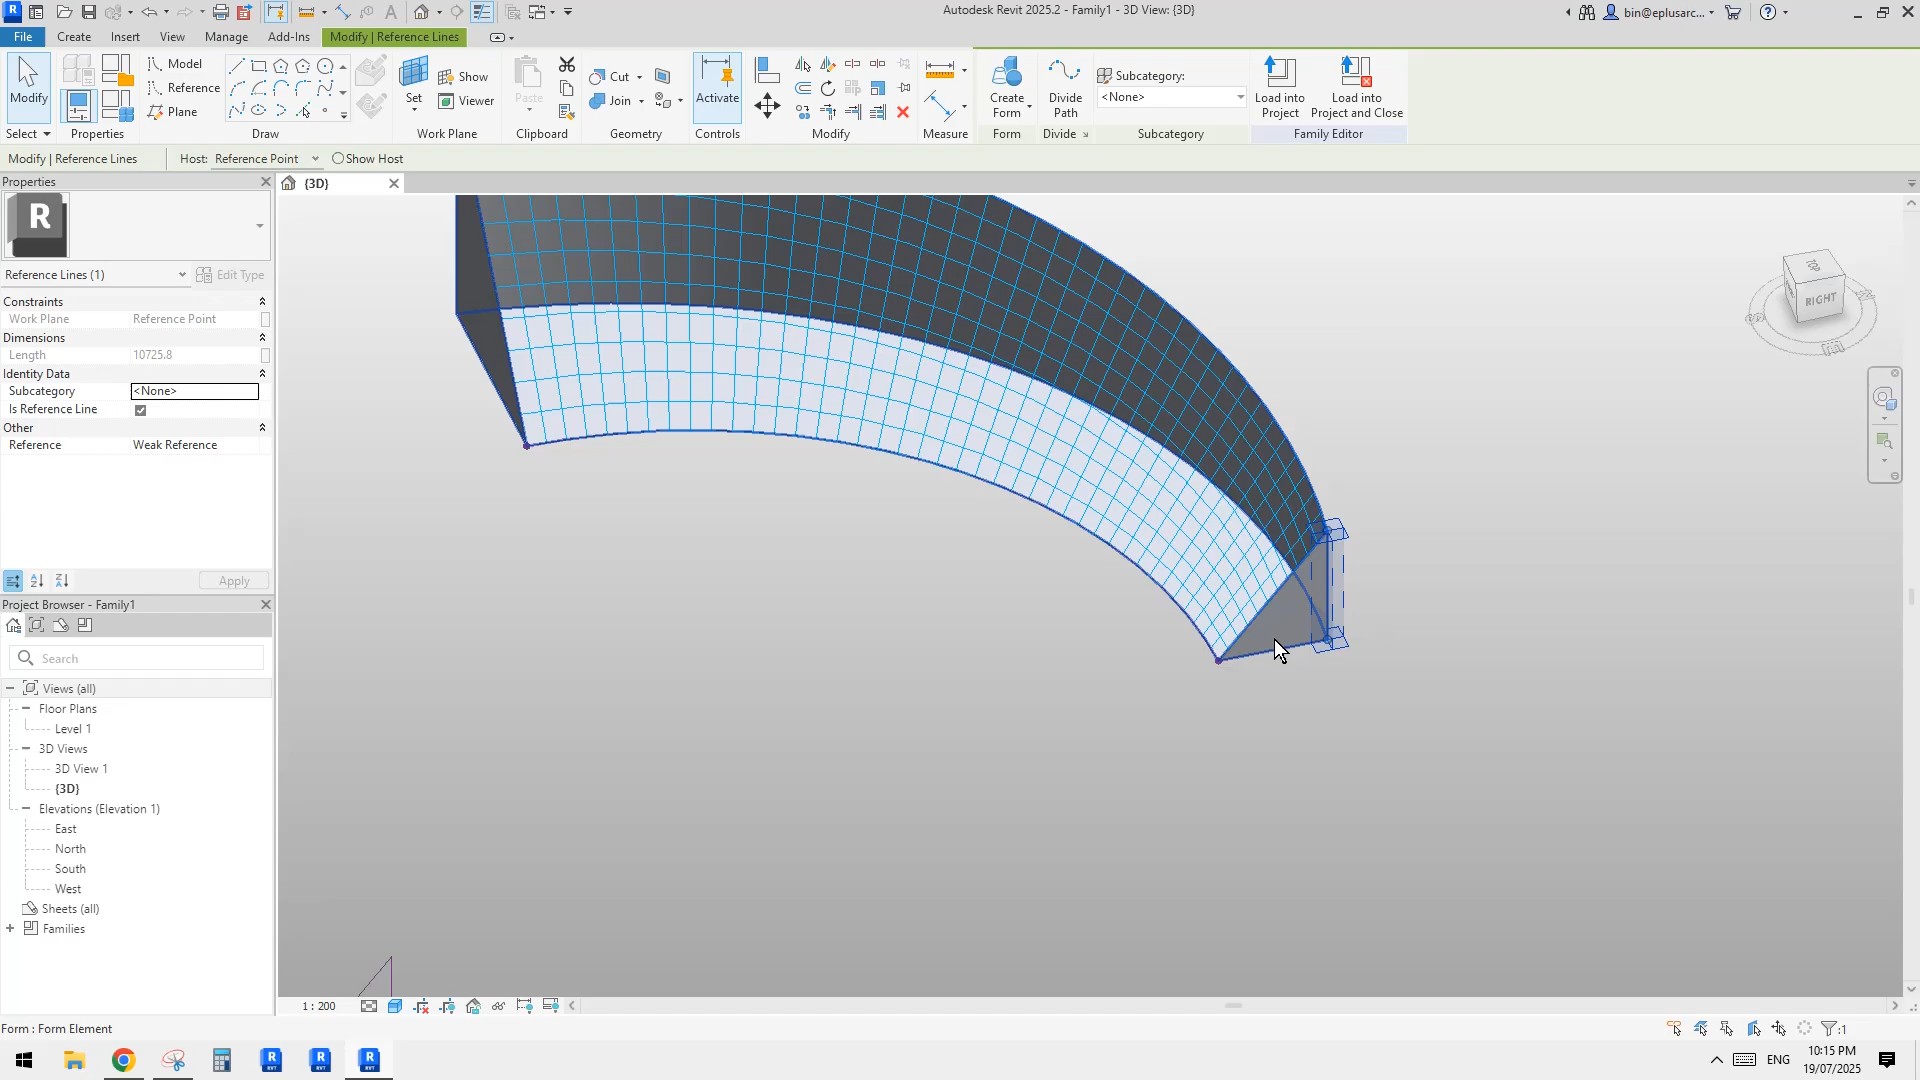 Autodesk Revit 2025.2 - Family1 - 3D View: {3D}
bin@eplusarc...
File
Create
Insert
View
Manage
Add-Ins
Modify | Reference Lines
Modify
Model
Reference
Plane
Set
Show
Viewer
Paste
Cut
Join
Activate
Create
Form
Divide
Path
Subcategory:
<None>
Load into
Project
Load into
Project and Close
Select
Properties
Draw
Work Plane
Clipboard
Geometry
Controls
Modify
Measure
Form
Divide
Subcategory
Family Editor
Modify | Reference Lines
Host:
Reference Point
Show Host
Properties
{3D}
R
Reference Lines (1)
Edit Type
Constraints
Work Plane
Reference Point
Dimensions
Length
10725.8
Identity Data
Subcategory
<None>
Is Reference Line
Other
Reference
Weak Reference
Apply
Project Browser - Family1
Search
Views (all)
Floor Plans
Level 1
3D Views
3D View 1
{3D}
Elevations (Elevation 1)
East
North
South
West
Sheets (all)
Families
TOP
RIGHT
1 : 200
Form : Form Element
:1
ENG
10:15 PM
19/07/2025